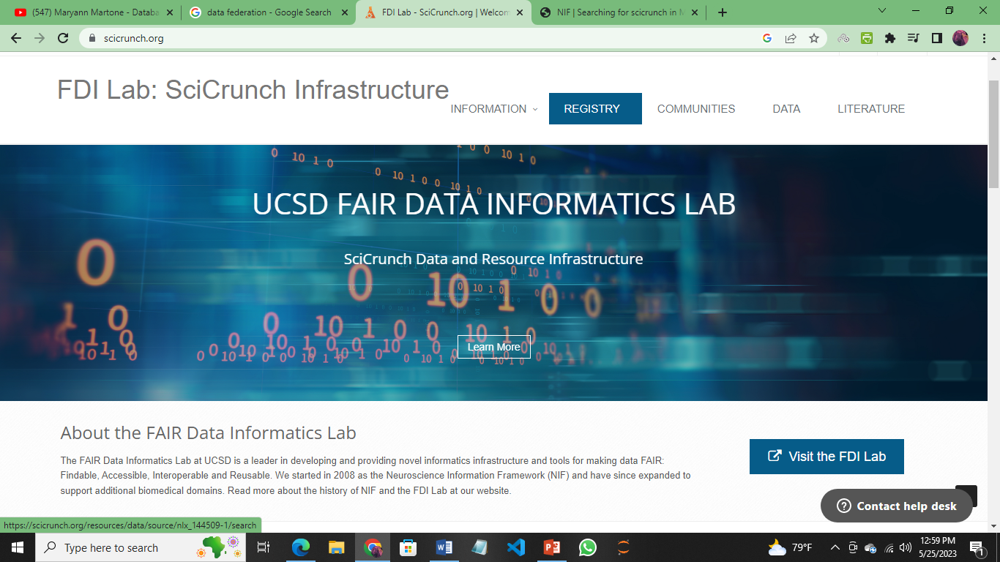 (547) Maryann Martone - Databa
data federation - Google Search
FDI Lab - SciCrunch.org | Welcom
NIF | Searching for scicrunch in M
scicrunch.org
FDI Lab: SciCrunch Infrastructure
INFORMATION
REGISTRY
COMMUNITIES
DATA
LITERATURE
UCSD FAIR DATA INFORMATICS LAB
SciCrunch Data and Resource Infrastructure
Learn More
About the FAIR Data Informatics Lab
The FAIR Data Informatics Lab at UCSD is a leader in developing and providing novel informatics infrastructure and tools for making data FAIR:
Findable, Accessible, Interoperable and Reusable. We started in 2008 as the Neuroscience Information Framework (NIF) and have since expanded to
support additional biomedical domains. Read more about the history of NIF and the FDI Lab at our website.
Visit the FDI Lab
Contact help desk
https://scicrunch.org/resources/data/source/nlx_144509-1/search
Type here to search
79°F
12:59 PM
5/25/2023
1